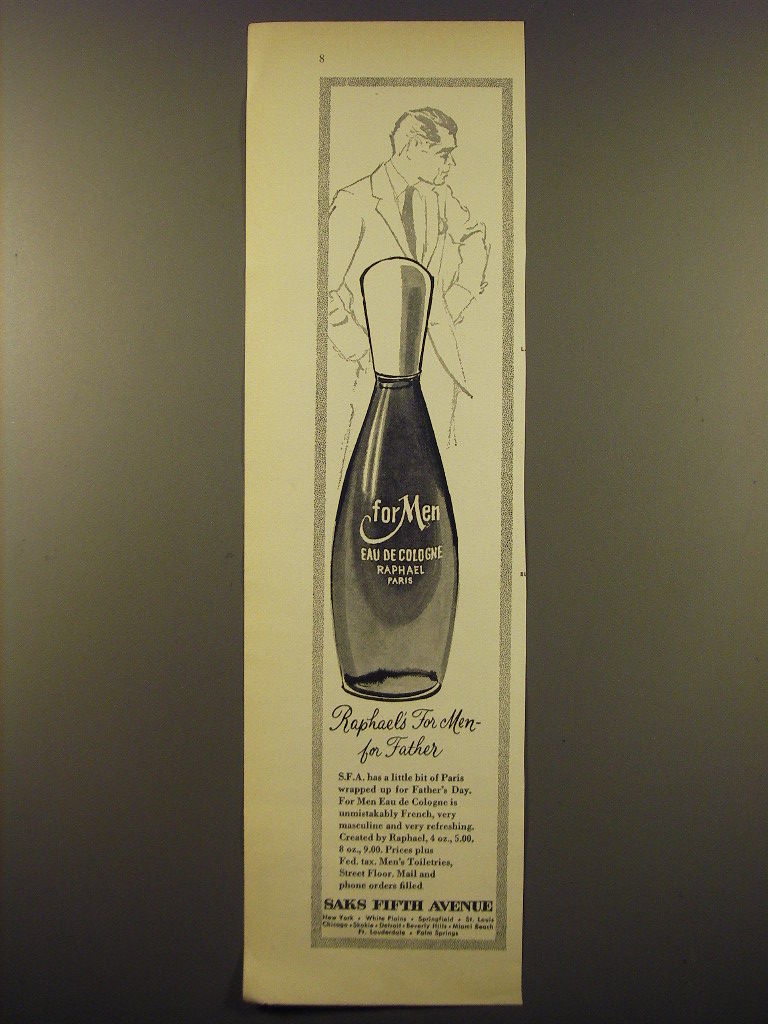 8
for Men
EAU DE COLOGNE
RAPHAEL
PARIS
Raphael's For Men-
for Father
S.F.A. has a little bit of Paris
wrapped up for Father's Day.
For Men Eau de Cologne is
unmistakably French, very
masculine and very refreshing.
Created by Raphael, 4 oz., 5.00,
8 oz., 9.00. Prices plus
Fed. tax. Men's Toiletries,
Street Floor. Mail and
phone orders filled
SAKS FIFTH AVENUE
New York • White Plains • Springfield • St. Louis
Chicago • Skokie • Detroit • Beverly Hills • Miami Beach
Ft. Lauderdale • Palm Springs